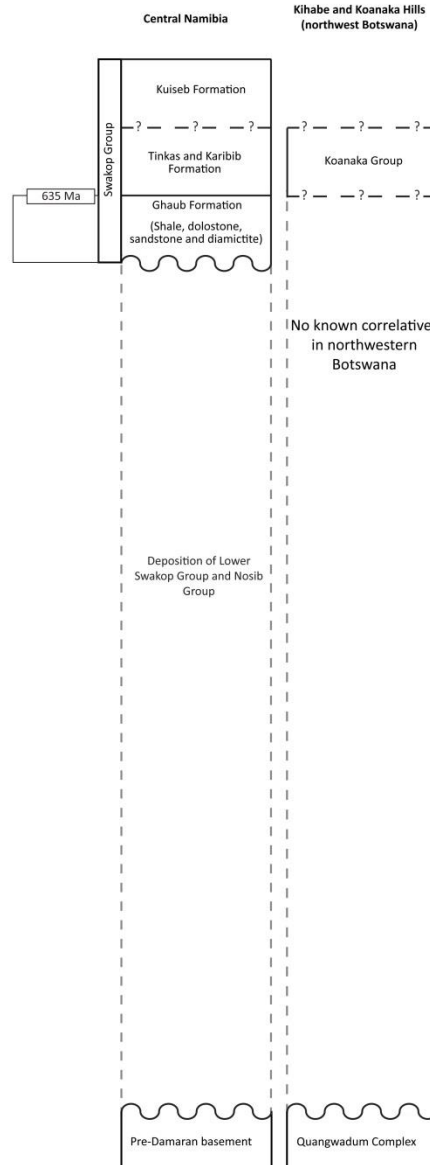 Central Namibia
Kihabe and Koanaka Hills
(northwest Botswana)
Swakop Group
Kuiseb Formation
? ? ? ?
? ? ?
Tinkas and Karibib
Formation
Koanaka Group
635 Ma
? ? ?
Ghaub Formation
(Shale, dolostone,
sandstone and diamictite)
No known correlative
in northwestern
Botswana
Deposition of Lower
Swakop Group and Nosib
Group
Pre-Damaran basement
Quangwadum Complex